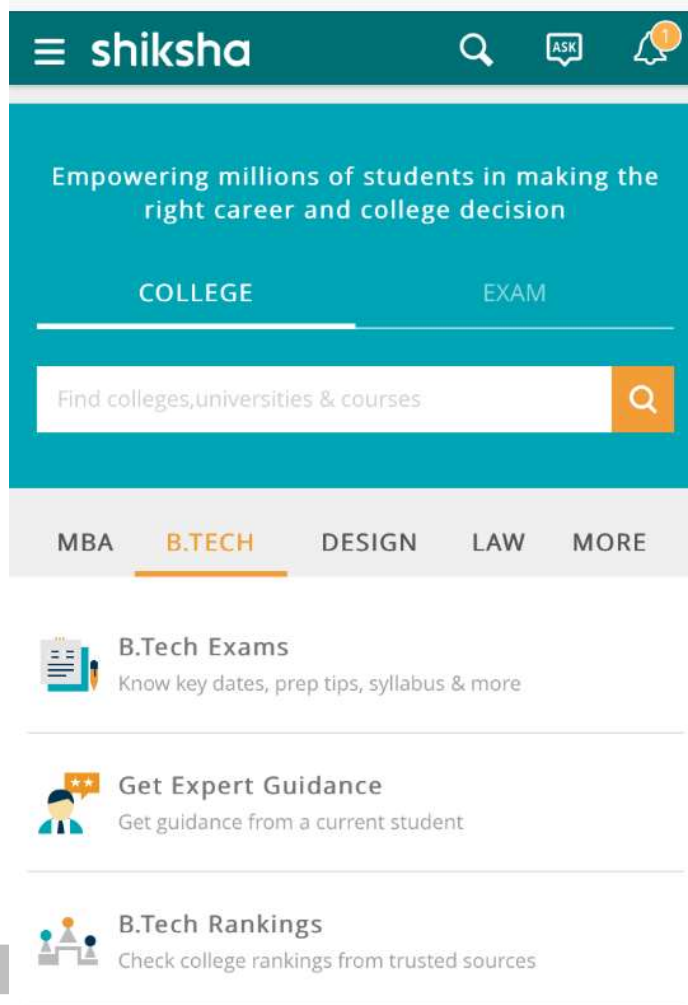 shiksha
ASK
1
Empowering millions of students in making the
right career and college decision
COLLEGE EXAM
Find colleges,universities & courses
MBA B.TECH DESIGN LAW MORE
B.Tech Exams
Know key dates, prep tips, syllabus & more
Get Expert Guidance
Get guidance from a current student
B.Tech Rankings
Check college rankings from trusted sources